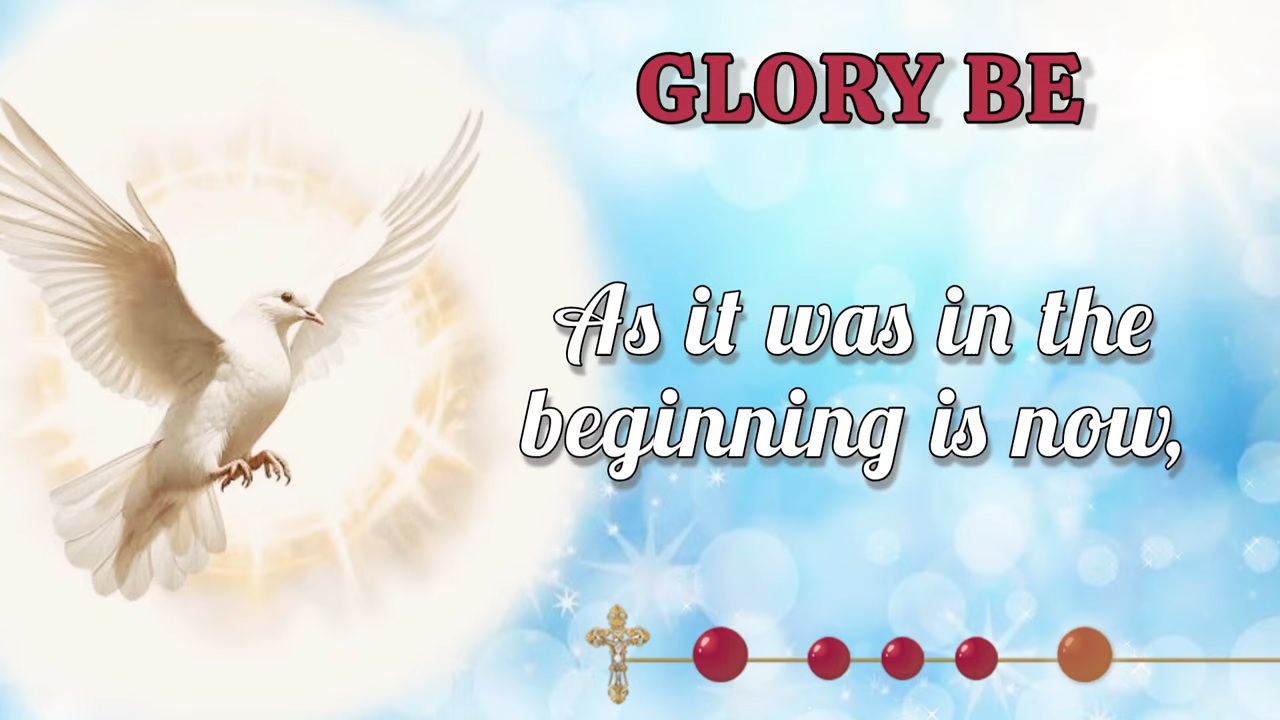 GLORY BE
As it was in the
beginning is now,